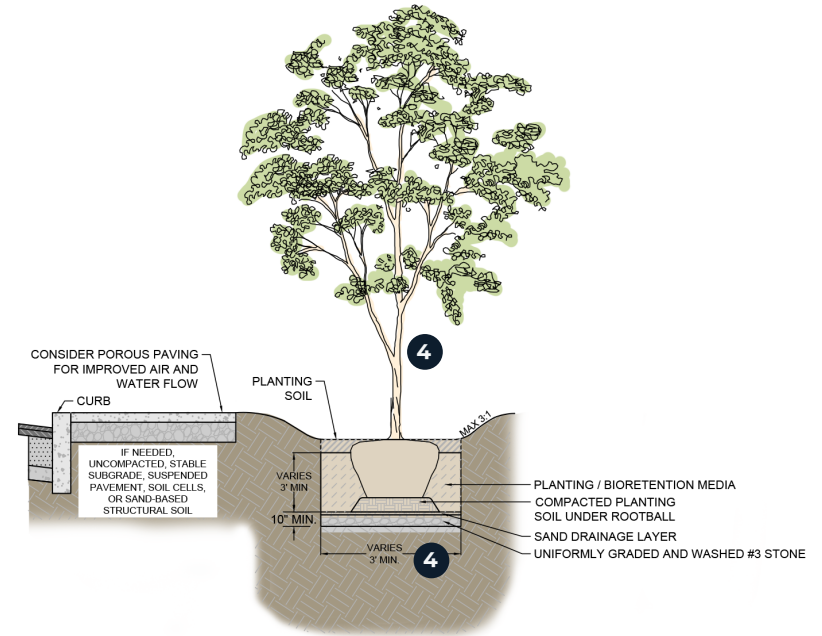 4
CONSIDER POROUS PAVING
FOR IMPROVED AIR AND
WATER FLOW
CURB
PLANTING
SOIL
MAX 3:1
IF NEEDED,
UNCOMPACTED, STABLE
SUBGRADE, SUSPENDED
PAVEMENT, SOIL CELLS,
OR SAND-BASED
STRUCTURAL SOIL
VARIES
3' MIN
10" MIN.
VARIES
3' MIN.
4
PLANTING / BIORETENTION MEDIA
COMPACTED PLANTING
SOIL UNDER ROOTBALL
SAND DRAINAGE LAYER
UNIFORMLY GRADED AND WASHED #3 STONE